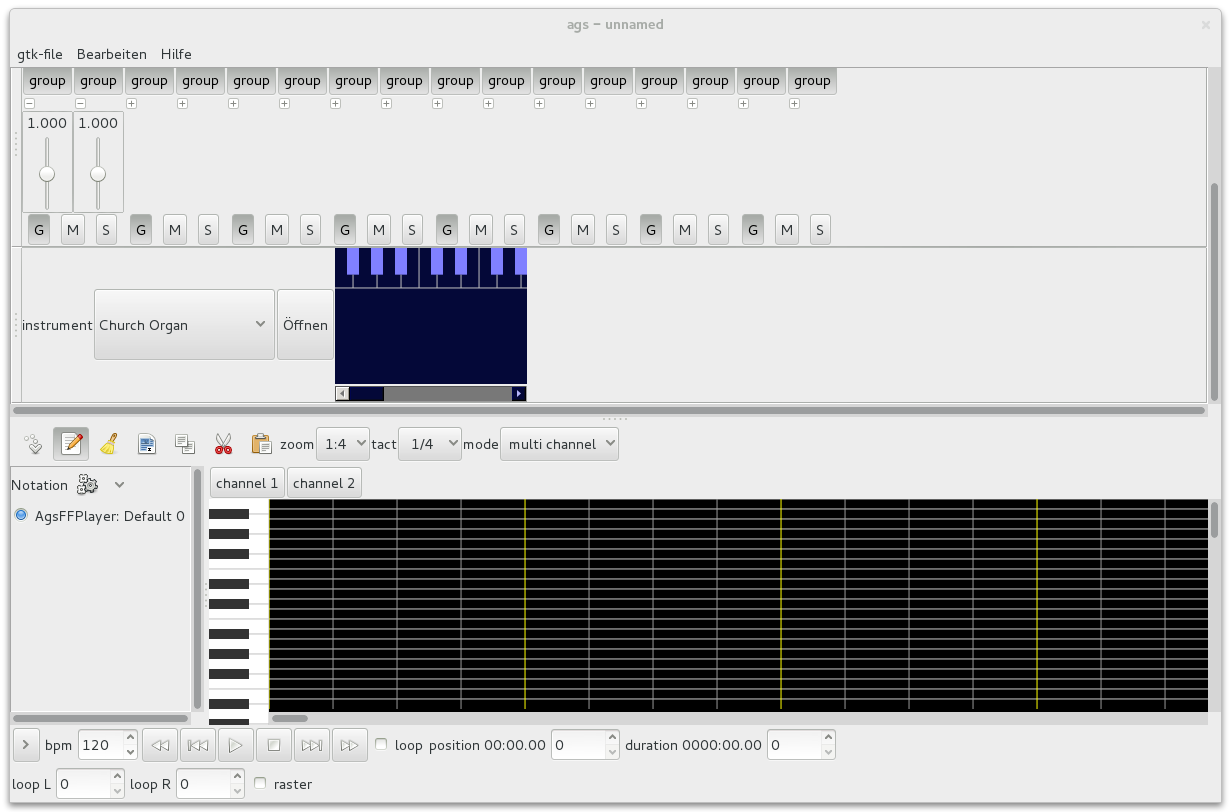 ags – unnamed
gtk-file Bearbeiten Hilfe
group group group group group group group group group group group group group group group group
1.000 1.000
G M S G M S G M S G M S G M S G M S G M S G M S
instrument Church Organ Öffnen
zoom 1:4 tact 1/4 mode multi channel
Notation
channel 1 channel 2
AgsFFPlayer: Default 0
bpm 120 loop position 00:00.00 0 duration 0000:00.00 0
loop L 0 loop R 0 raster